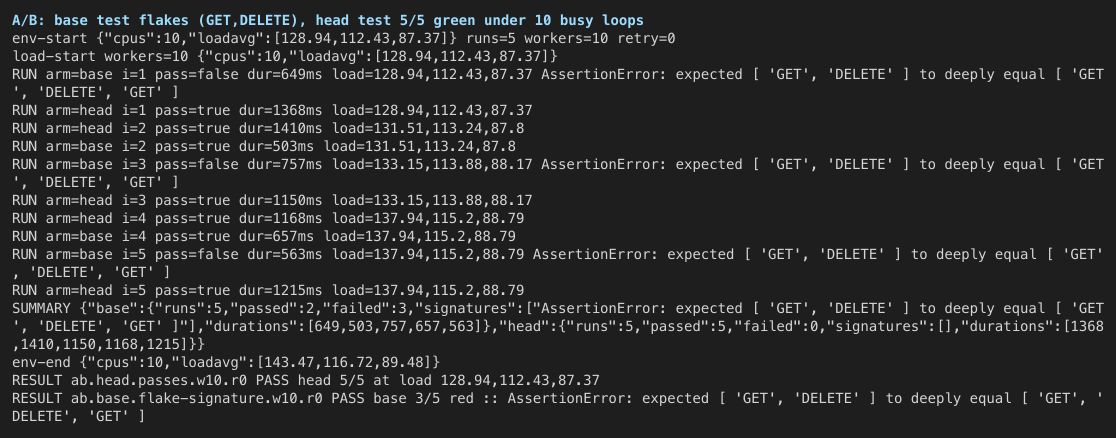 A/B: base test flakes (GET,DELETE), head test 5/5 green under 10 busy loops
env-start {"cpus":10,"loadavg":[128.94,112.43,87.37]} runs=5 workers=10 retry=0
load-start workers=10 {"cpus":10,"loadavg":[128.94,112.43,87.37]}
RUN arm=base i=1 pass=false dur=649ms load=128.94,112.43,87.37 AssertionError: expected [ 'GET', 'DELETE' ] to deeply equal [ 'GET
', 'DELETE', 'GET' ]
RUN arm=head i=1 pass=true dur=1368ms load=128.94,112.43,87.37
RUN arm=head i=2 pass=true dur=1410ms load=131.51,113.24,87.8
RUN arm=base i=2 pass=true dur=503ms load=131.51,113.24,87.8
RUN arm=base i=3 pass=false dur=757ms load=133.15,113.88,88.17 AssertionError: expected [ 'GET', 'DELETE' ] to deeply equal [ 'GET
', 'DELETE', 'GET' ]
RUN arm=head i=3 pass=true dur=1150ms load=133.15,113.88,88.17
RUN arm=head i=4 pass=true dur=1168ms load=137.94,115.2,88.79
RUN arm=base i=4 pass=true dur=657ms load=137.94,115.2,88.79
RUN arm=base i=5 pass=false dur=563ms load=137.94,115.2,88.79 AssertionError: expected [ 'GET', 'DELETE' ] to deeply equal [ 'GET'
, 'DELETE', 'GET' ]
RUN arm=head i=5 pass=true dur=1215ms load=137.94,115.2,88.79
SUMMARY {"base":{"runs":5,"passed":2,"failed":3,"signatures":["AssertionError: expected [ 'GET', 'DELETE' ] to deeply equal [ 'GET
', 'DELETE', 'GET' ]"],"durations":[649,503,757,657,563]},"head":{"runs":5,"passed":5,"failed":0,"signatures":[],"durations":[1368
,1410,1150,1168,1215]}}
env-end {"cpus":10,"loadavg":[143.47,116.72,89.48]}
RESULT ab.head.passes.w10.r0 PASS head 5/5 at load 128.94,112.43,87.37
RESULT ab.base.flake-signature.w10.r0 PASS base 3/5 red :: AssertionError: expected [ 'GET', 'DELETE' ] to deeply equal [ 'GET', '
DELETE', 'GET' ]